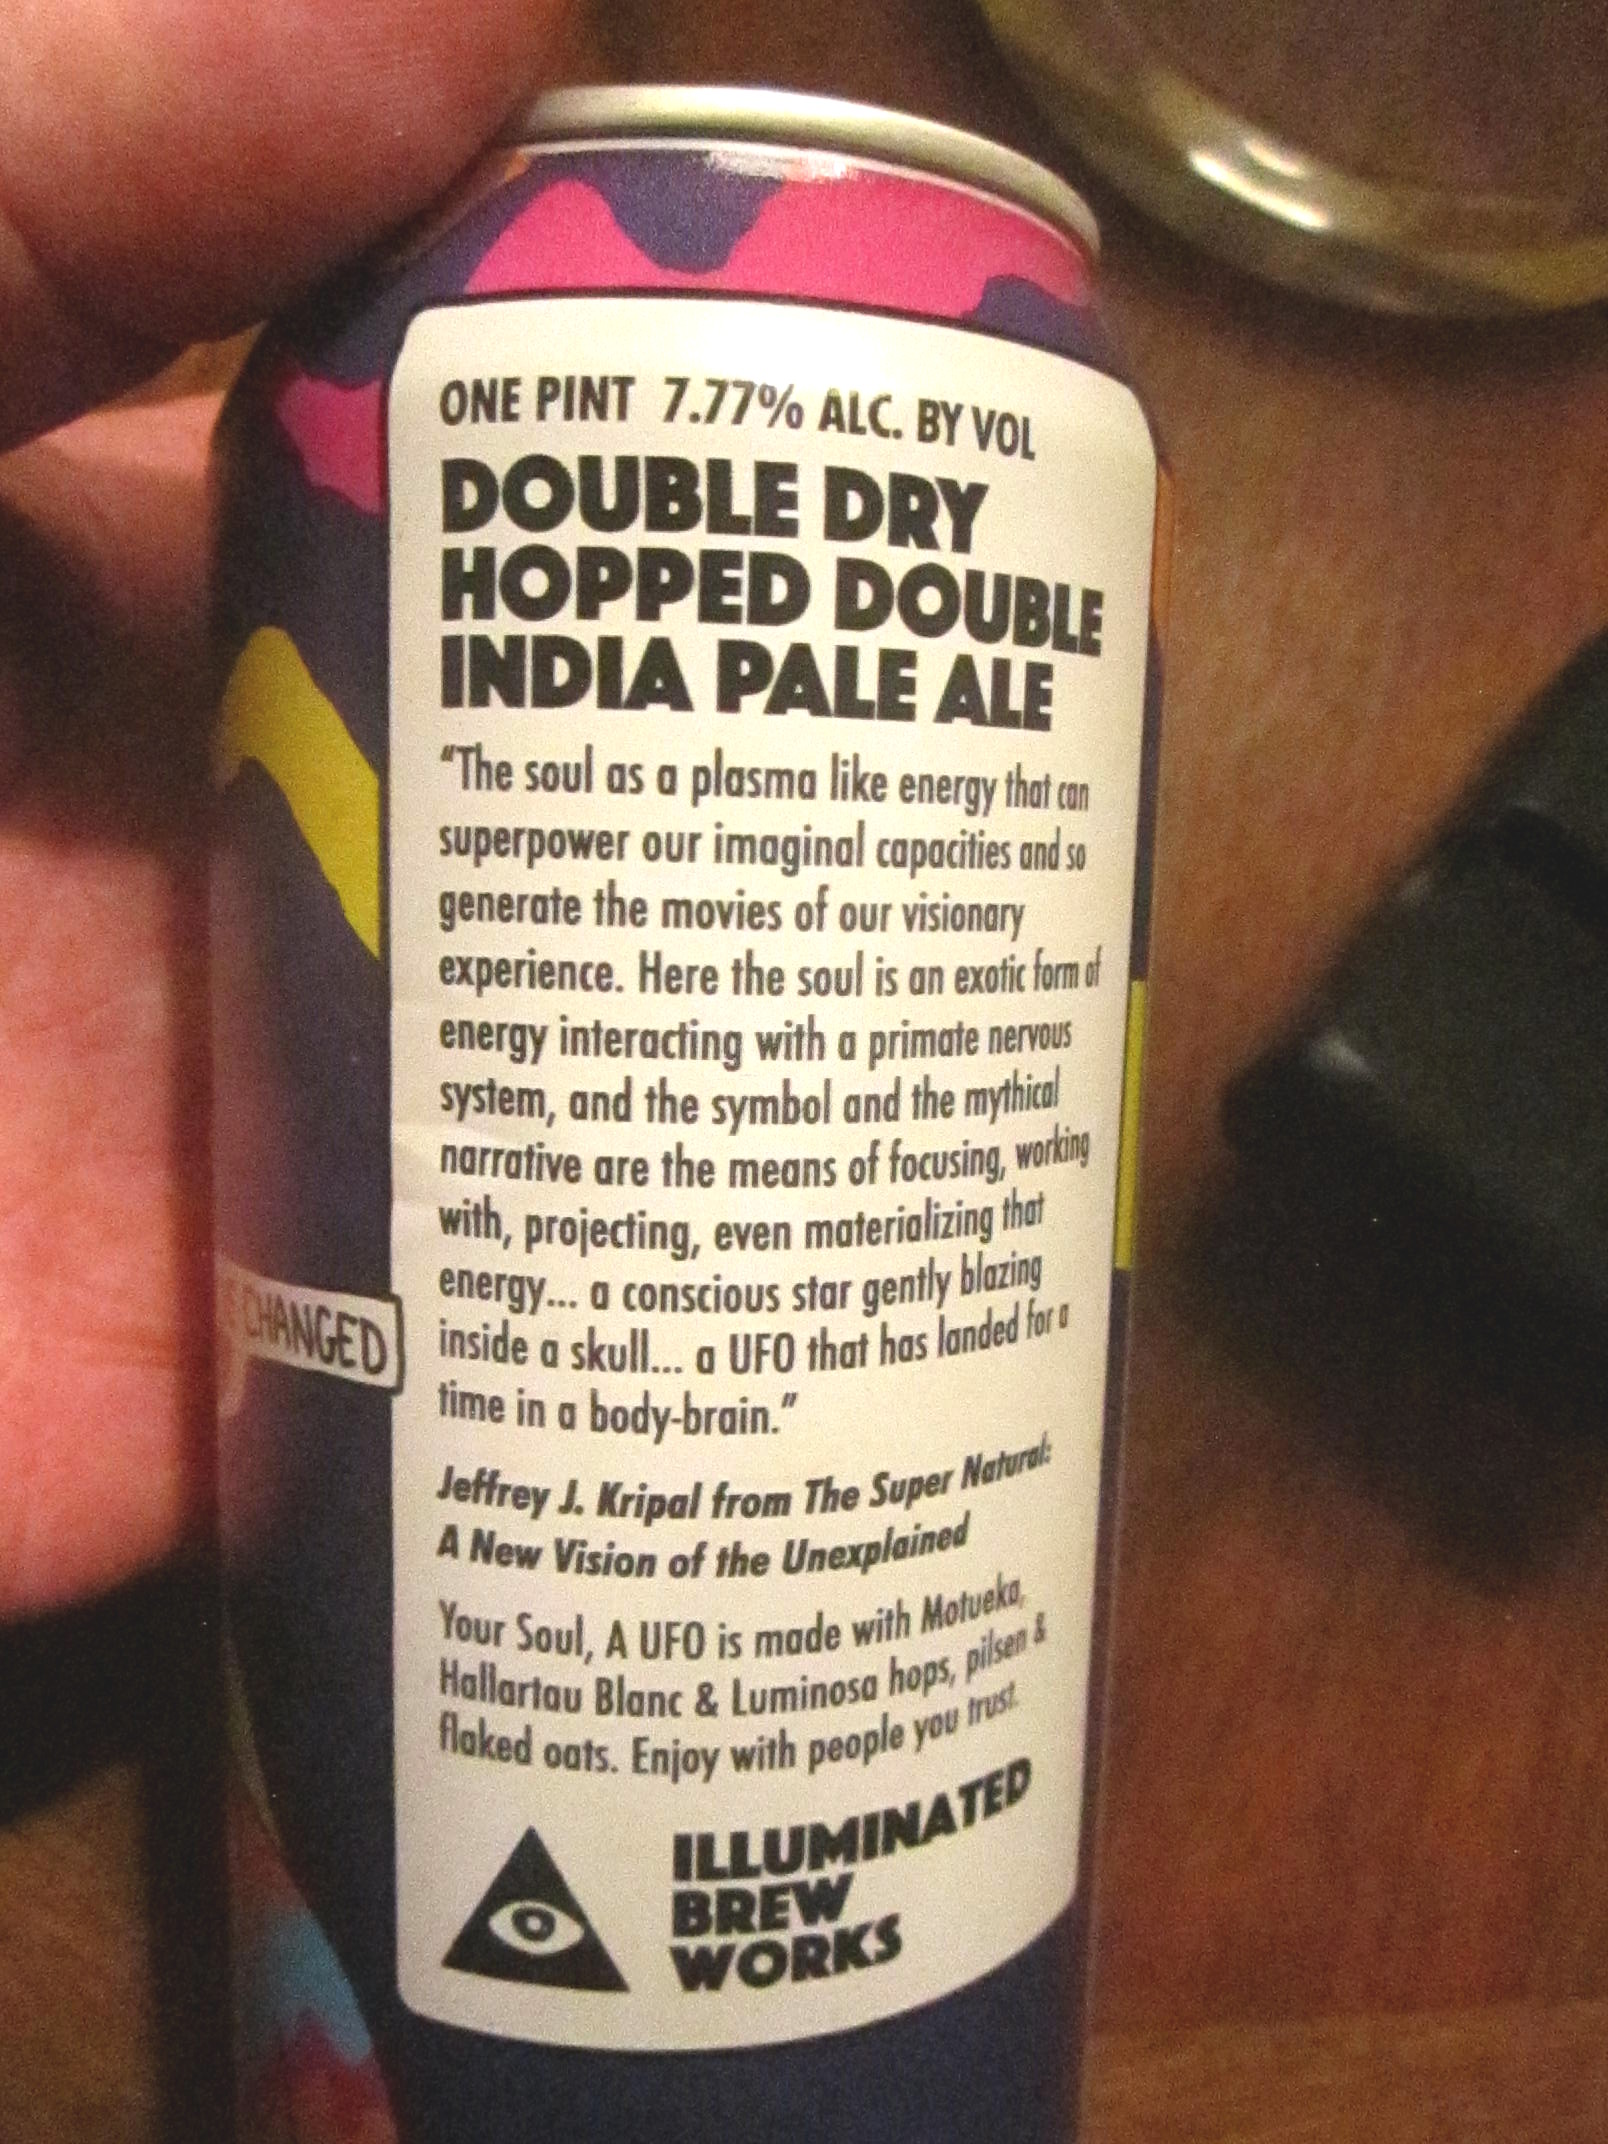 ONE PINT 7.77% ALC. BY VOL
DOUBLE DRY
HOPPED DOUBLE
INDIA PALE ALE
“The soul as a plasma like energy that can
superpower our imaginal capacities and so
generate the movies of our visionary
experience. Here the soul is an exotic form of
energy interacting with a primate nervous
system, and the symbol and the mythical
narrative are the means of focusing, working
with, projecting, even materializing that
energy... a conscious star gently blazing
inside a skull... a UFO that has landed for a
time in a body-brain.”
Jeffrey J. Kripal from The Super Natural:
A New Vision of the Unexplained
Your Soul, A UFO is made with Motueka,
Hallartau Blanc & Luminosa hops, pilsen &
flaked oats. Enjoy with people you trust.
ILLUMINATED
BREW
WORKS
CHANGED